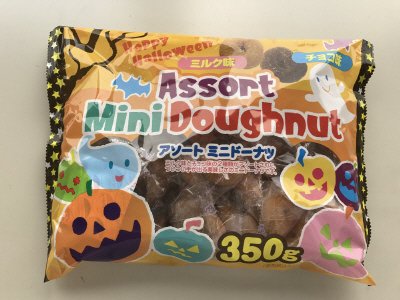 Happy
Halloween
ミルク味
チョコ味
Assort
Mini Doughnut
アソート ミニドーナッツ
350g